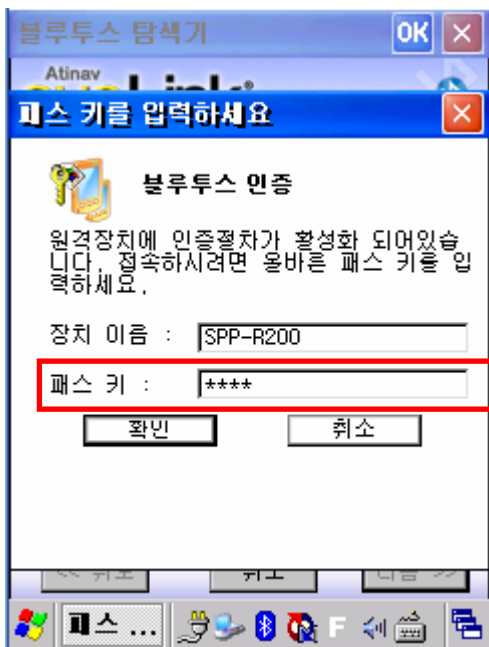 블루투스 탐색기
OK
Atinav
패스 키를 입력하세요
블루투스 인증
원격장치에 인증절차가 활성화 되어있습
니다. 접속하시려면 올바른 패스 키를 입
력하세요.
장치 이름 : SPP-R200
패스 키 : ****
확인
취소
패스 ...
F